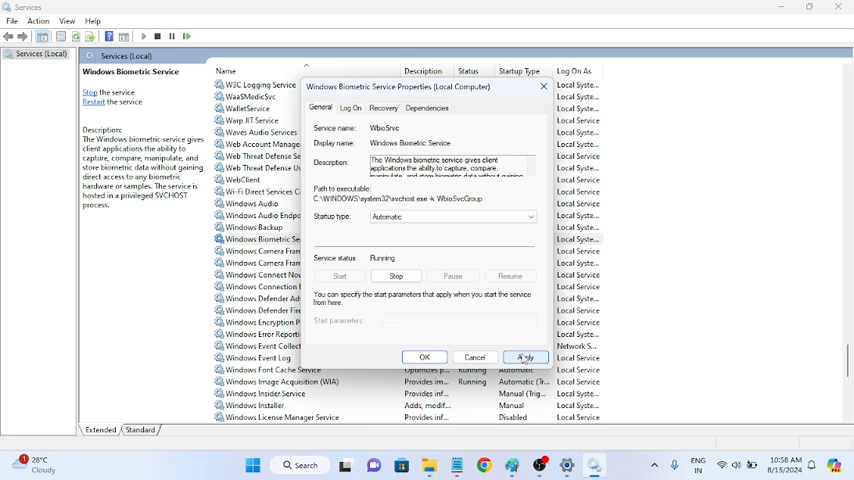 Services
File Action View Help
Services (Local)
Services (Local)
Windows Biometric Service
Stop the service
Restart the service
Description:
The Windows biometric service gives
client applications the ability to
capture, compare, manipulate, and
store biometric data without gaining
direct access to any biometric
hardware or samples. The service is
hosted in a privileged SVCHOST
process.
Name Description Status Startup Type Log On As
W3C Logging Service Local Syste...
WaaSMedicSvc Local Syste...
WalletService Local Syste...
Warp JIT Service Local Service
Waves Audio Services Local Syste...
Web Account Manage Local Syste...
Web Threat Defense Se Local Service
Web Threat Defense Us Local Syste...
WebClient Local Service
Wi-Fi Direct Services C Local Service
Windows Audio Local Service
Windows Audio Endpo Local Syste...
Windows Backup Local Syste...
Windows Biometric Se Local Syste...
Windows Camera Fram Local Service
Windows Camera Fram Local Syste...
Windows Connect Nov Local Service
Windows Connection Local Service
Windows Defender Ad Local Syste...
Windows Defender Fire Local Service
Windows Encryption P Local Service
Windows Error Reporti Local Syste...
Windows Event Collect Network S...
Windows Event Log Local Service
Windows Font Cache Service Optimizes p... Running Automatic Local Service
Windows Image Acquisition (WIA) Provides im... Running Automatic (Tr... Local Service
Windows Insider Service Provides inf... Manual (Trig... Local Syste...
Windows Installer Adds, modif... Manual Local Syste...
Windows License Manager Service Provides inf... Disabled Local Service
Extended Standard
Windows Biometric Service Properties (Local Computer)
General Log On Recovery Dependencies
Service name: WbioSrvc
Display name: Windows Biometric Service
Description: The Windows biometric service gives client
applications the ability to capture, compare,
manipulate, and store biometric data without gaining
Path to executable:
C:\WINDOWS\system32\svchost.exe -k WbioSvcGroup
Startup type: Automatic
Service status: Running
Start Stop Pause Resume
You can specify the start parameters that apply when you start the service
from here.
Start parameters:
OK Cancel Apply
1
28°C
Cloudy
Search
ENG
IN
10:58 AM
8/15/2024